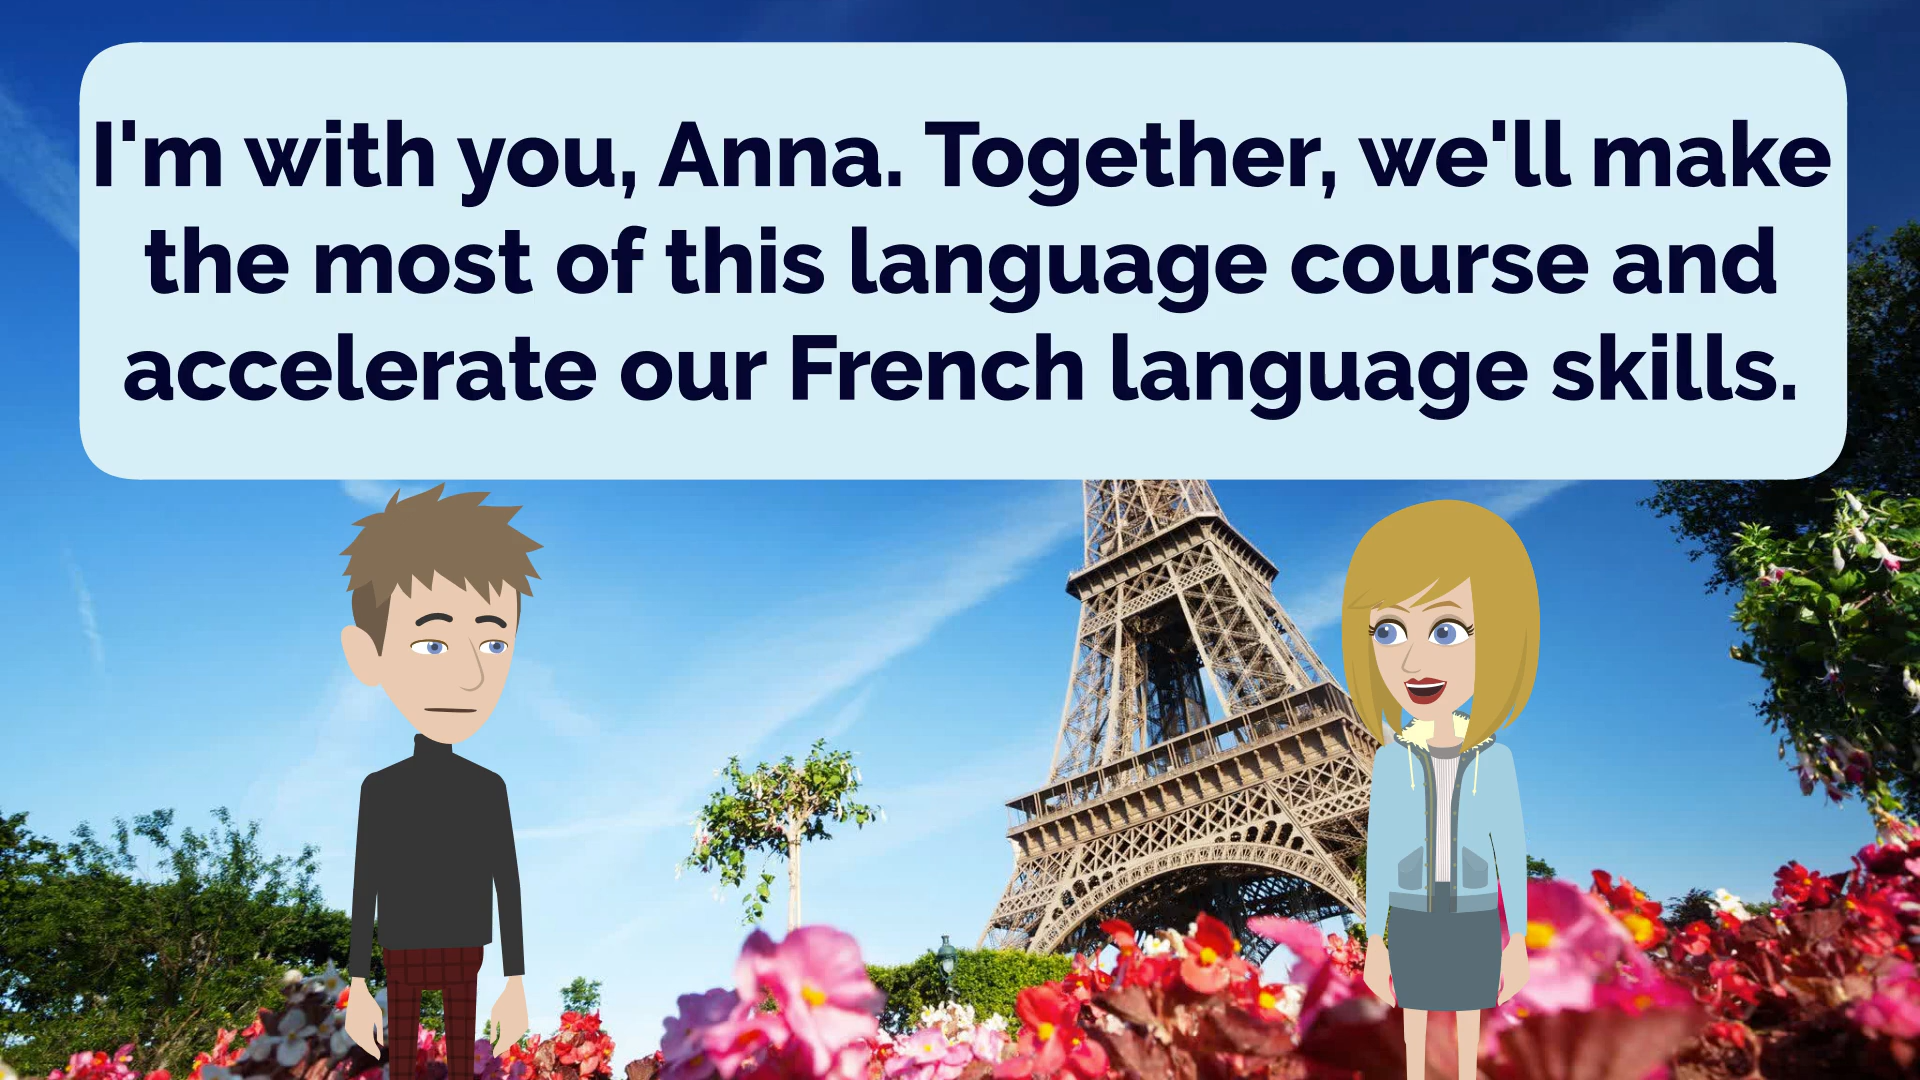 I'm with you, Anna. Together, we'll make
the most of this language course and
accelerate our French language skills.